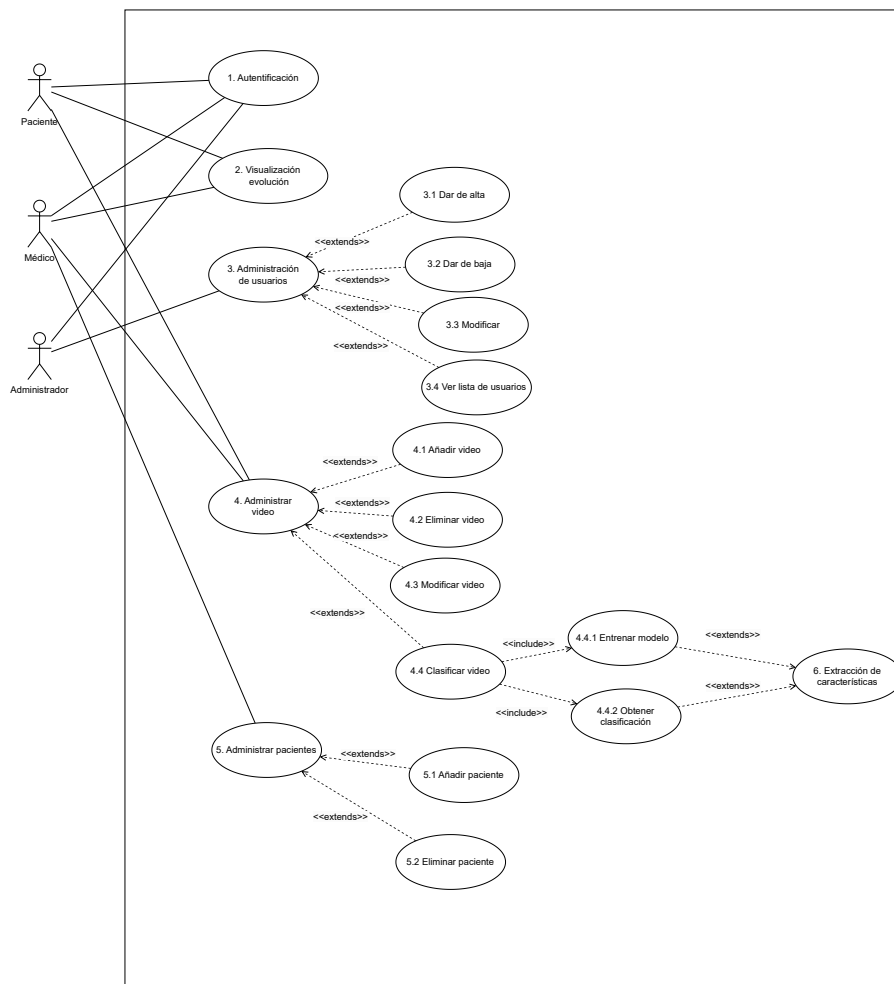 1. Autentificación
Paciente
2. Visualización
evolución
3.1 Dar de alta
<<extends>>
Médico
3. Administración
de usuarios
3.2 Dar de baja
<<extends>>
<<extends>>
3.3 Modificar
<<extends>>
Administrador
3.4 Ver lista de usuarios
4.1 Añadir video
<<extends>>
4. Administrar
video
<<extends>>
4.2 Eliminar video
<<extends>>
4.3 Modificar video
<<extends>>
4.4 Clasificar video
<<include>>
4.4.1 Entrenar modelo
<<extends>>
6. Extracción de
características
<<include>>
4.4.2 Obtener
clasificación
<<extends>>
5. Administrar pacientes
<<extends>>
5.1 Añadir paciente
<<extends>>
5.2 Eliminar paciente